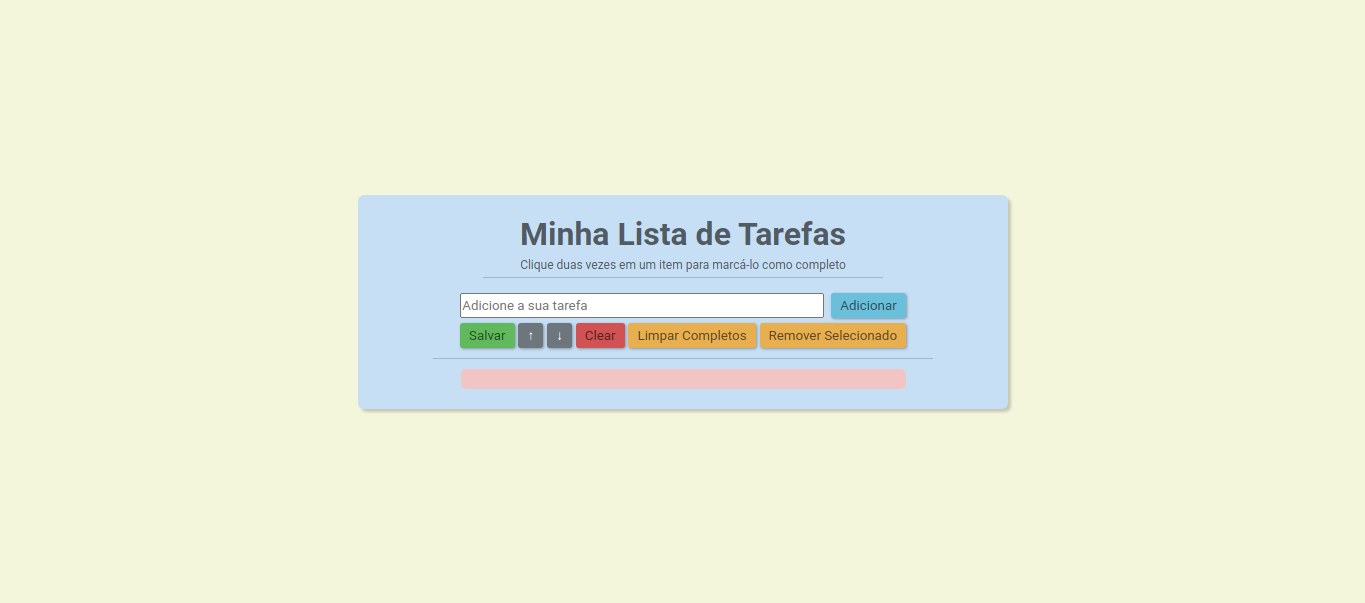 Minha Lista de Tarefas
Clique duas vezes em um item para marcá-lo como completo
Adicione a sua tarefa Adicionar
Salvar ↑ ↓ Clear Limpar Completos Remover Selecionado